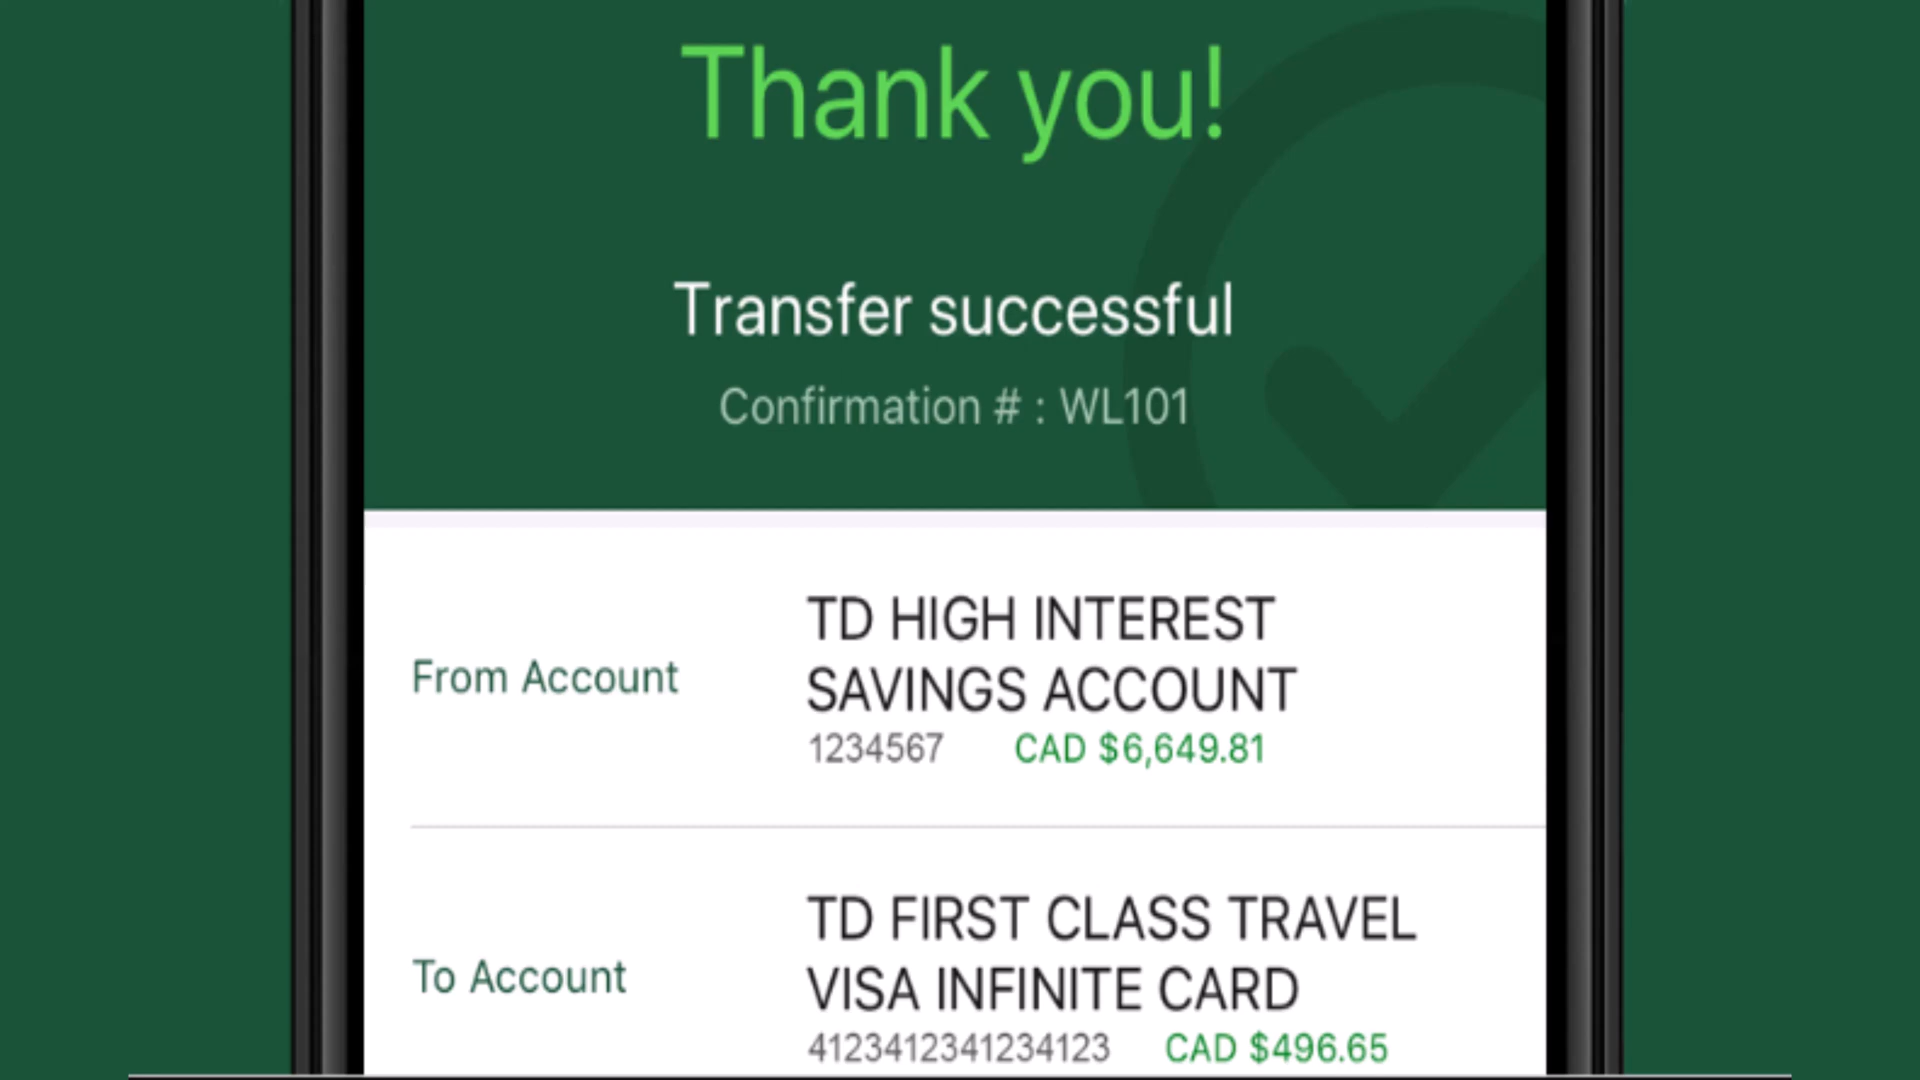 Thank you!
Transfer successful
Confirmation # : WL101
From Account
TD HIGH INTEREST
SAVINGS ACCOUNT
1234567 CAD $6,649.81
To Account
TD FIRST CLASS TRAVEL
VISA INFINITE CARD
4123412341234123 CAD $496.65